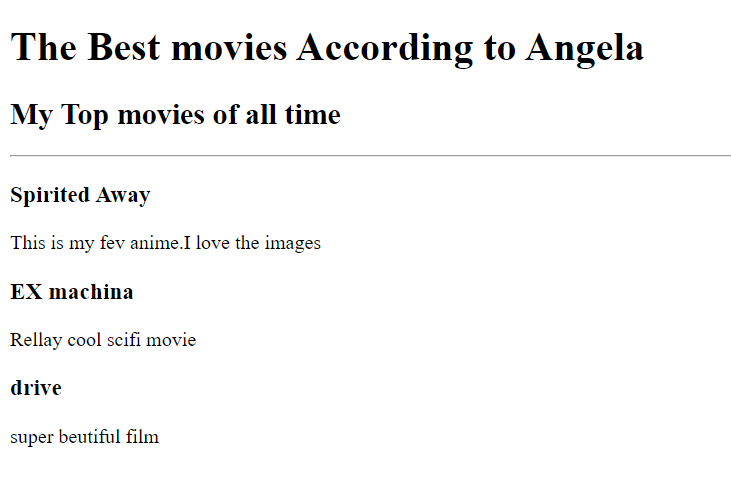 The Best movies According to Angela
My Top movies of all time
Spirited Away
This is my fev anime.I love the images
EX machina
Rellay cool scifi movie
drive
super beutiful film